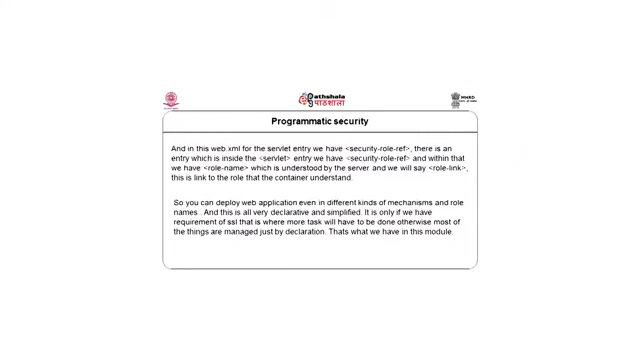 Pathshala
पाठशाला
MHRD
Programmatic security
And in this web.xml for the servlet entry we have <security-role-ref>, there is an
entry which is inside the <servlet> entry we have <security-role-ref> and within that
we have <role-name> which is understood by the server and we will say <role-link>,
this is link to the role that the container understand.
So you can deploy web application even in different kinds of mechanisms and role
names. And this is all very declarative and simplified. It is only if we have
requirement of ssl that is where more task will have to be done otherwise most of
the things are managed just by declaration. Thats what we have in this module.